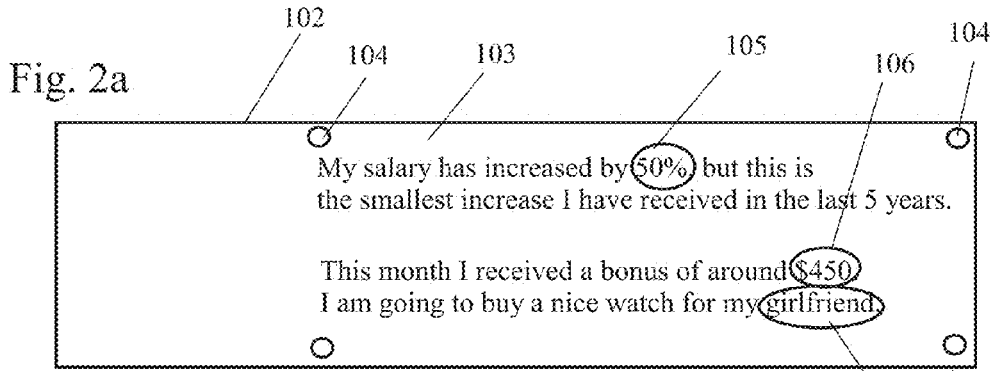 102
104
103
105
106
104
Fig. 2a
My salary has increased by 50% but this is
the smallest increase I have received in the last 5 years.
This month I received a bonus of around $450.
I am going to buy a nice watch for my girlfriend.